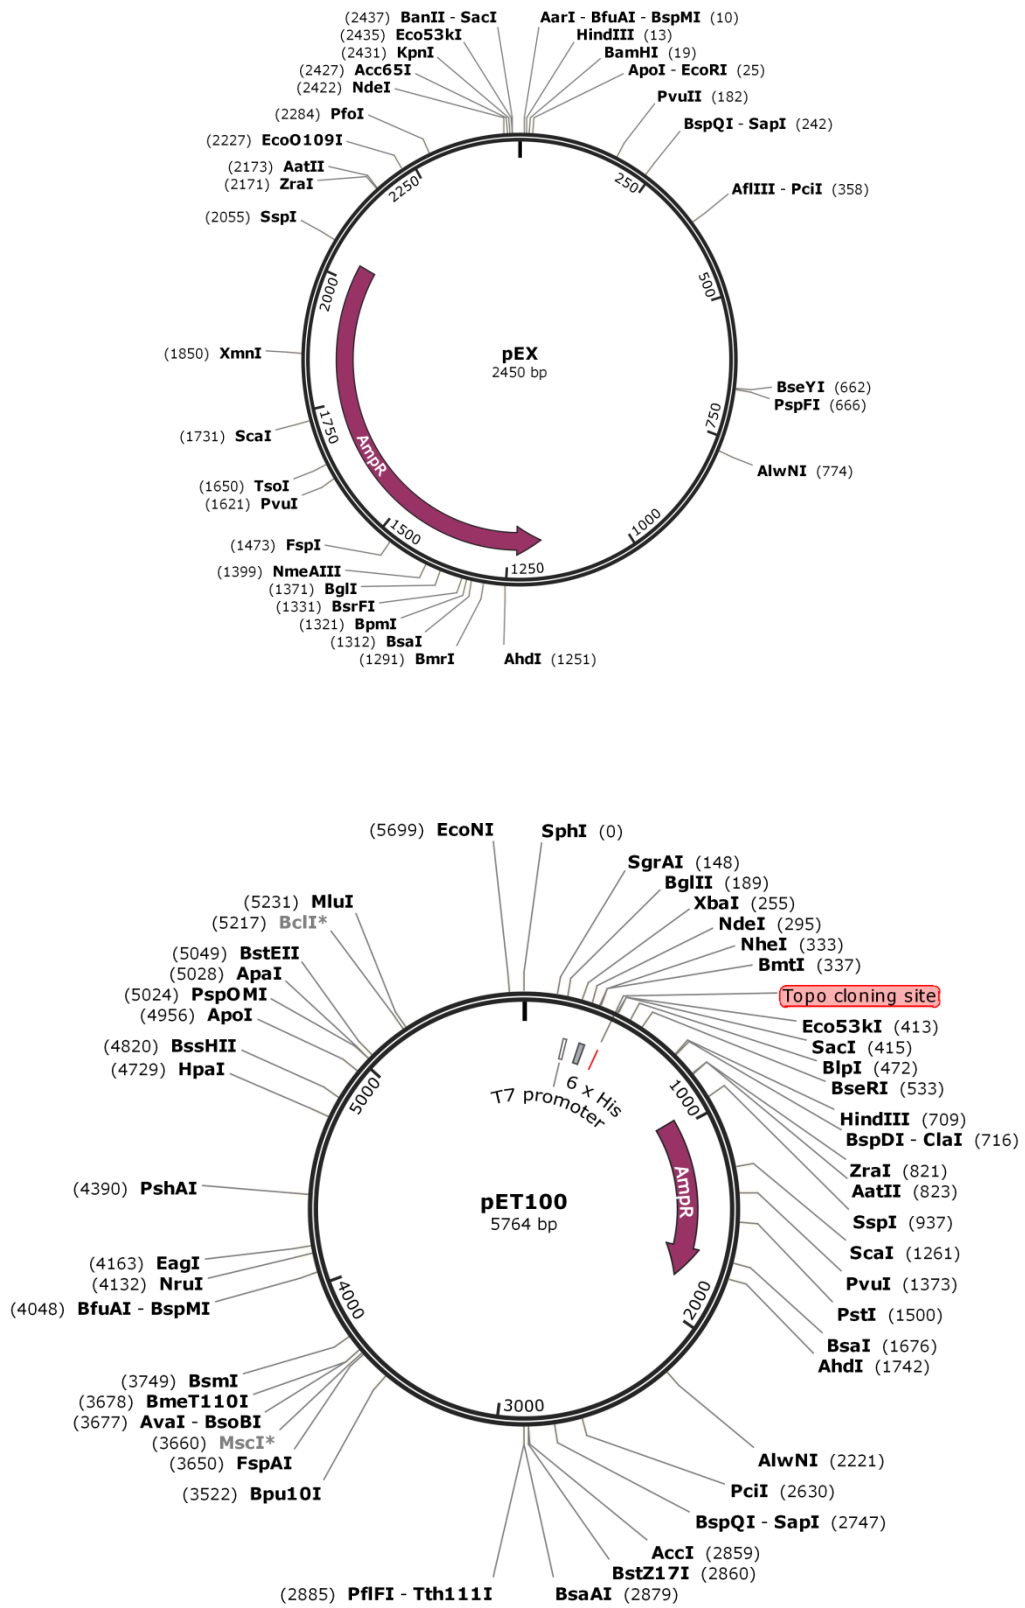 (2437) BanII - SacI
(2435) Eco53kI
(2431) KpnI
(2427) Acc65I
(2422) NdeI
(2284) PfoI
(2227) EcoO109I
(2173) AatII
(2171) ZraI
(2055) SspI
(1850) XmnI
(1731) ScaI
(1650) TsoI
(1621) PvuI
(1473) FspI
(1399) NmeAIII
(1371) BglI
(1331) BsrFI
(1321) BpmI
(1312) BsaI
(1291) BmrI
AarI - BfuAI - BspMI (10)
HindIII (13)
BamHI (19)
ApoI - EcoRI (25)
PvuII (182)
BspQI - SapI (242)
AflIII - PciI (358)
BseYI (662)
PspFI (666)
AlwNI (774)
AhdI (1251)
250
500
750
1000
1250
1500
1750
2000
2250
AmpR
pEX
2450 bp
(5699) EcoNI
SphI (0)
SgrAI (148)
BglII (189)
XbaI (255)
NdeI (295)
NheI (333)
BmtI (337)
Topo cloning site
Eco53kI (413)
SacI (415)
BlpI (472)
BseRI (533)
HindIII (709)
BspDI - ClaI (716)
ZraI (821)
AatII (823)
SspI (937)
ScaI (1261)
PvuI (1373)
PstI (1500)
BsaI (1676)
AhdI (1742)
AlwNI (2221)
PciI (2630)
BspQI - SapI (2747)
AccI (2859)
BstZ17I (2860)
BsaAI (2879)
(2885) PflFI - Tth111I
(5231) MluI
(5217) BclI*
(5049) BstEII
(5028) ApaI
(5024) PspOMI
(4956) ApoI
(4820) BssHII
(4729) HpaI
(4390) PshAI
(4163) EagI
(4132) NruI
(4048) BfuAI - BspMI
(3749) BsmI
(3678) BmeT110I
(3677) AvaI - BsoBI
(3660) MscI*
(3650) FspAI
(3522) Bpu10I
1000
2000
3000
4000
5000
T7 promoter
6 x His
AmpR
pET100
5764 bp